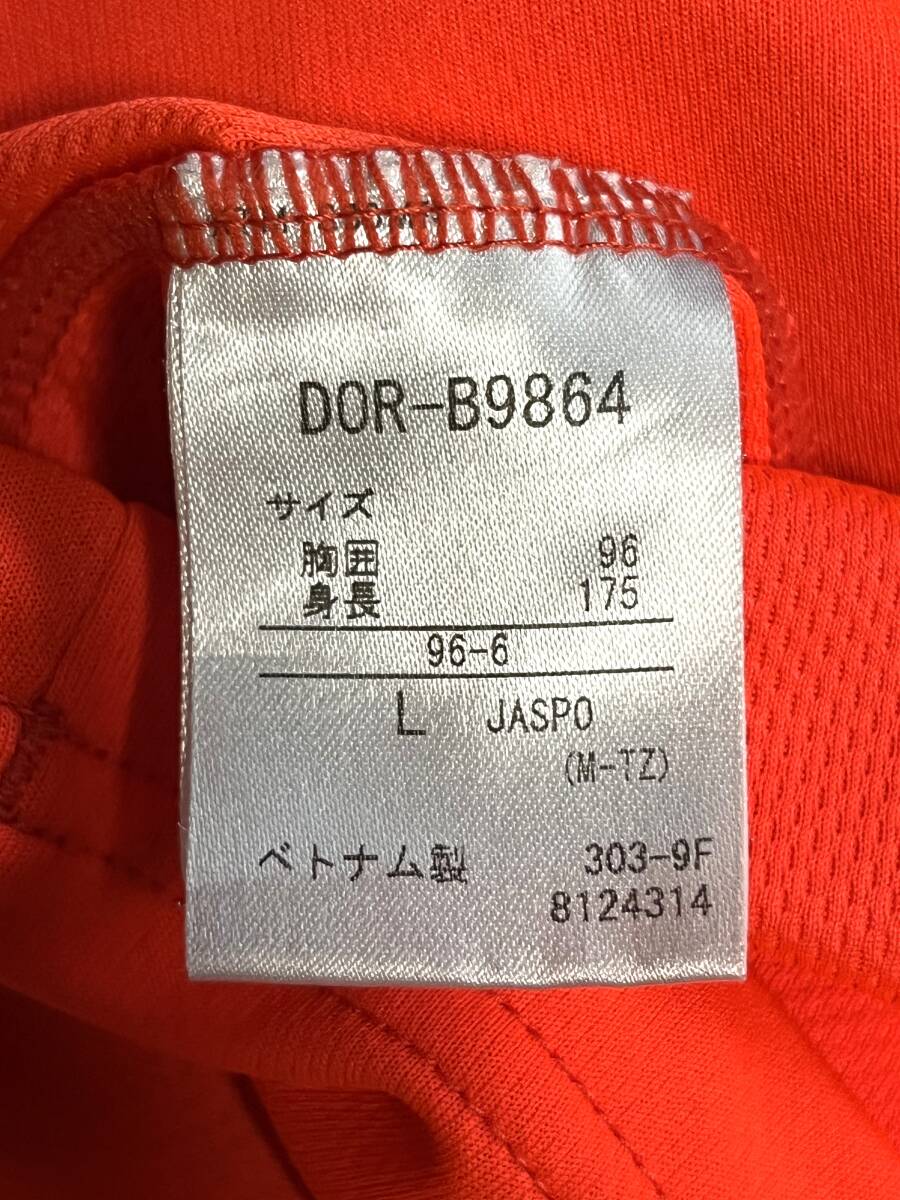 DOR-B9864
サイズ
胸囲 96
身長 175
96-6
L JASPO
(M-TZ)
ベトナム製 303-9F
8124314